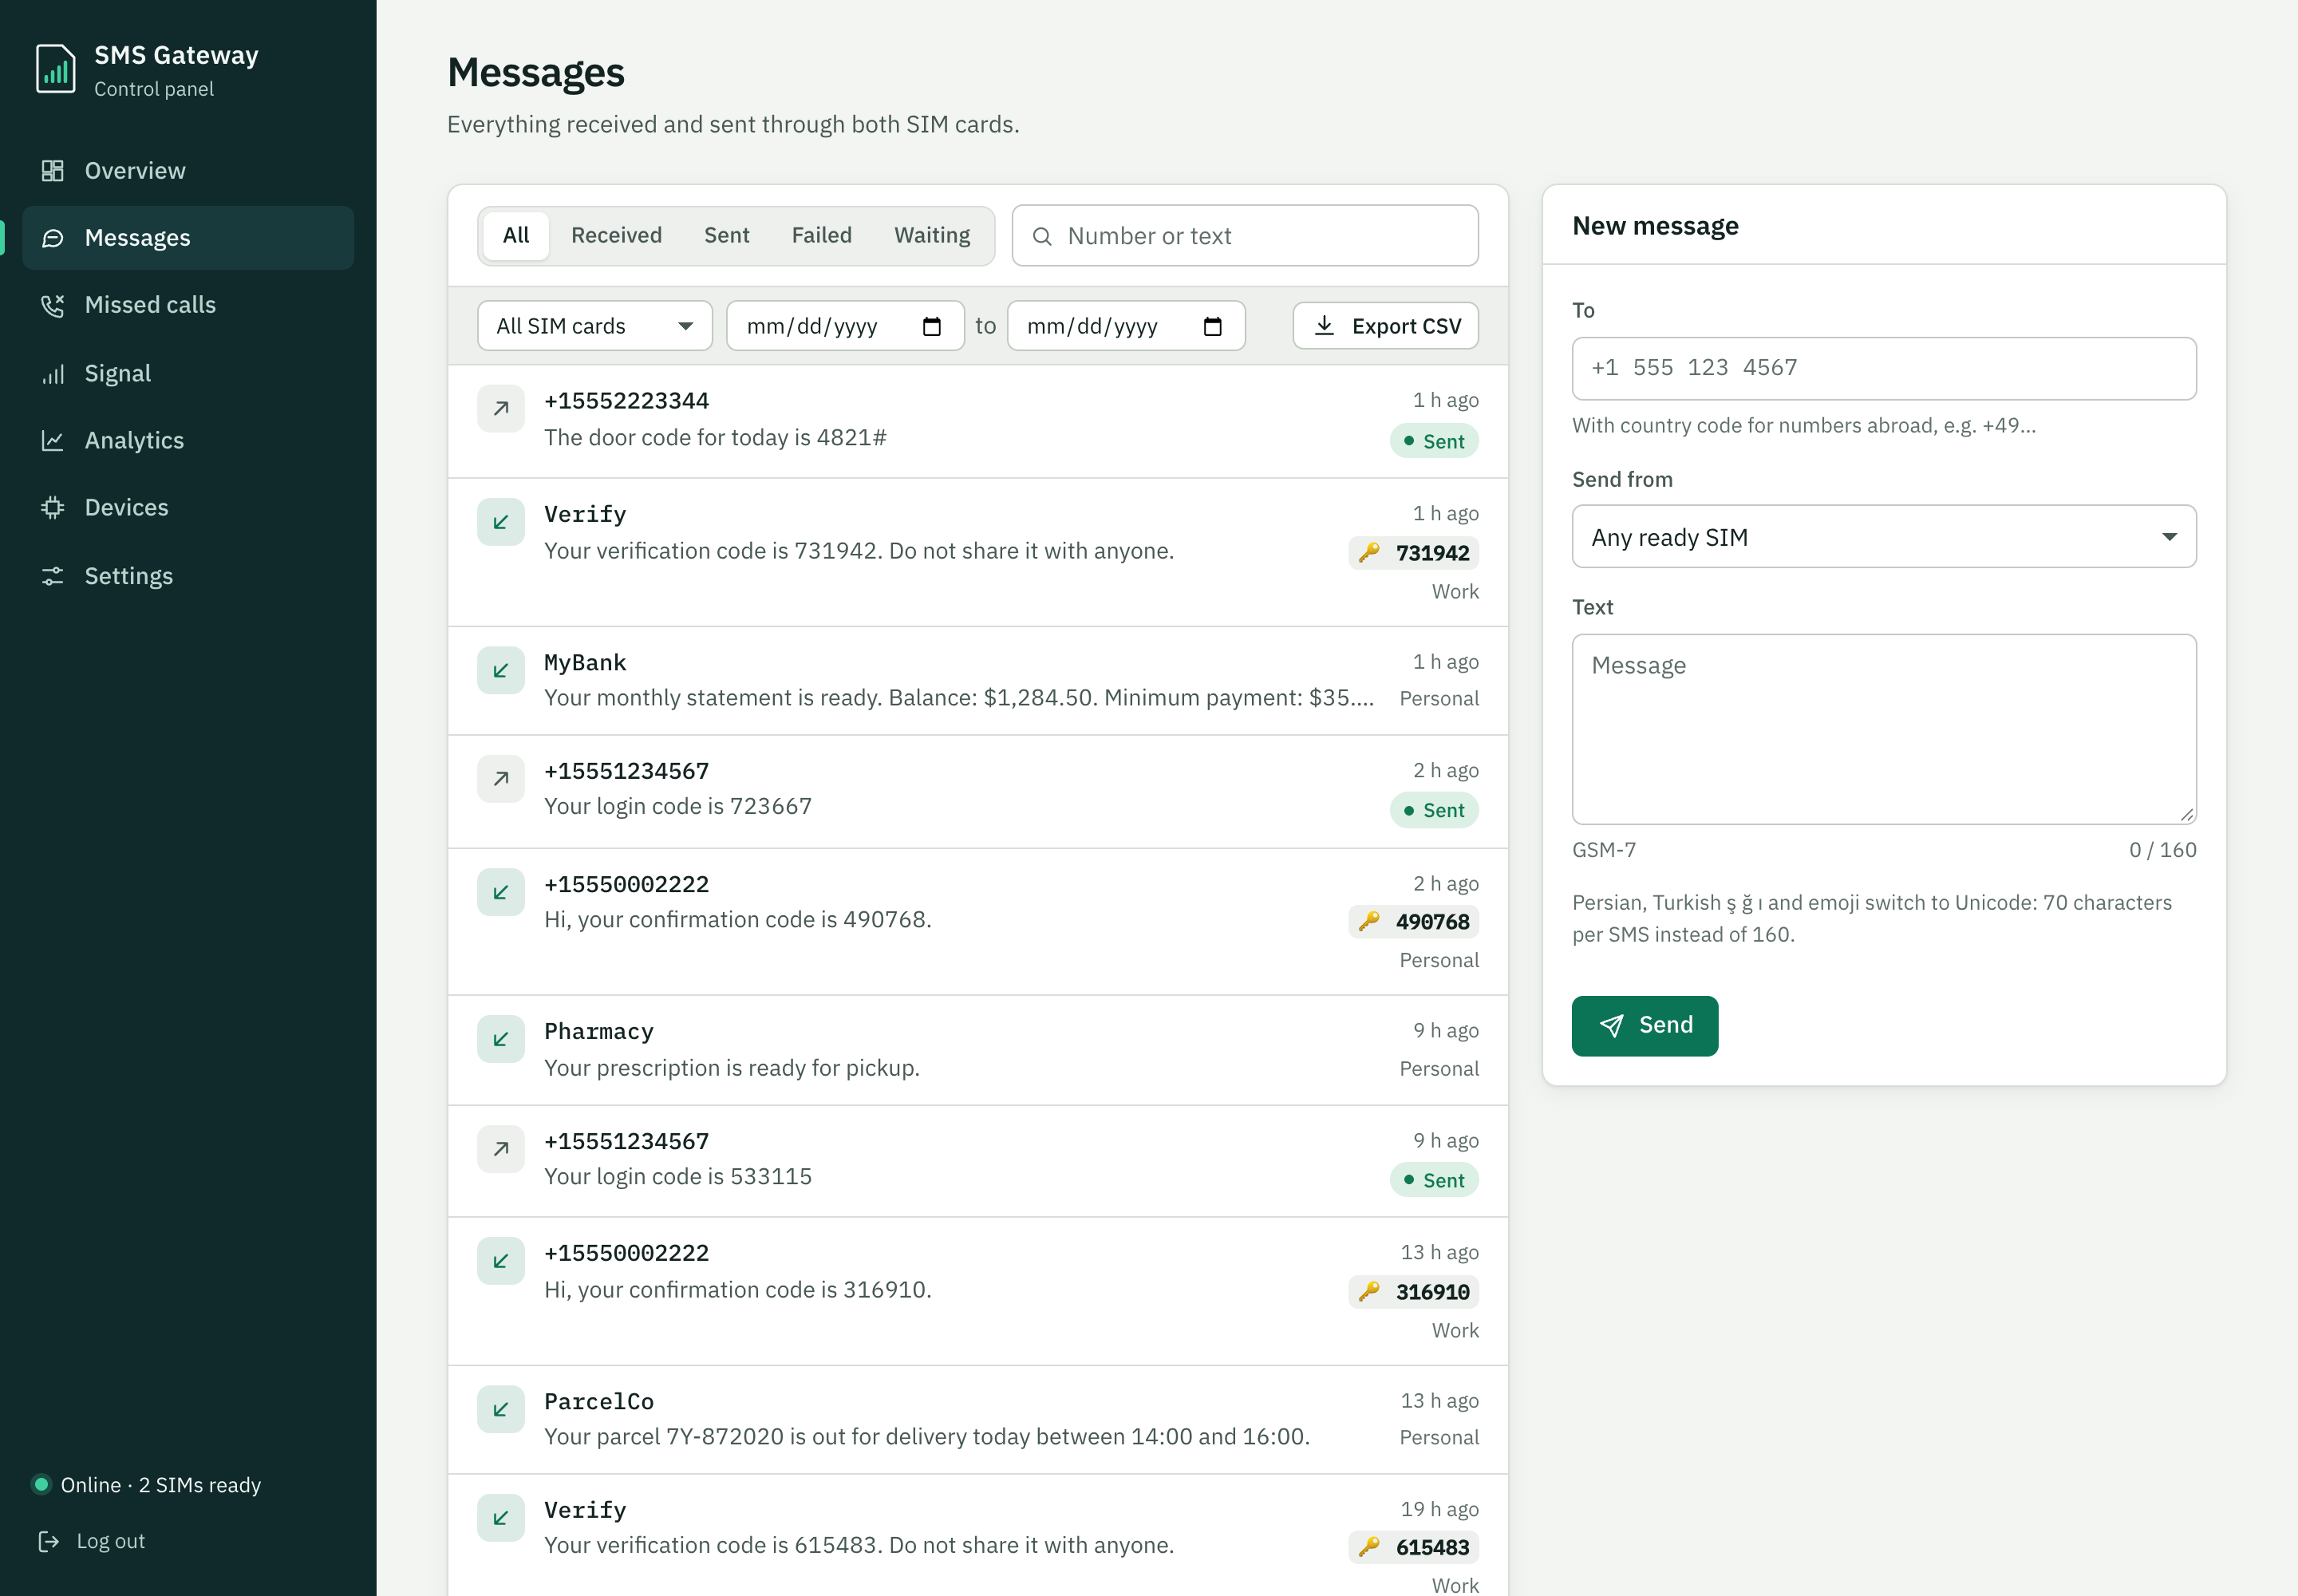 SMS Gateway
Control panel
Overview
Messages
Missed calls
Signal
Analytics
Devices
Settings
Online · 2 SIMs ready
Log out
Messages
Everything received and sent through both SIM cards.
All Received Sent Failed Waiting Number or text
All SIM cards mm/dd/yyyy to mm/dd/yyyy Export CSV
+15552223344 1 h ago
The door code for today is 4821# Sent
Verify 1 h ago
Your verification code is 731942. Do not share it with anyone. 🔑 731942
Work
MyBank 1 h ago
Your monthly statement is ready. Balance: $1,284.50. Minimum payment: $35.... Personal
+15551234567 2 h ago
Your login code is 723667 Sent
+15550002222 2 h ago
Hi, your confirmation code is 490768. 🔑 490768
Personal
Pharmacy 9 h ago
Your prescription is ready for pickup. Personal
+15551234567 9 h ago
Your login code is 533115 Sent
+15550002222 13 h ago
Hi, your confirmation code is 316910. 🔑 316910
Work
ParcelCo 13 h ago
Your parcel 7Y-872020 is out for delivery today between 14:00 and 16:00. Personal
Verify 19 h ago
Your verification code is 615483. Do not share it with anyone. 🔑 615483
Work
New message
To
+1 555 123 4567
With country code for numbers abroad, e.g. +49...
Send from
Any ready SIM
Text
Message
GSM-7 0 / 160
Persian, Turkish ş ğ ı and emoji switch to Unicode: 70 characters
per SMS instead of 160.
Send